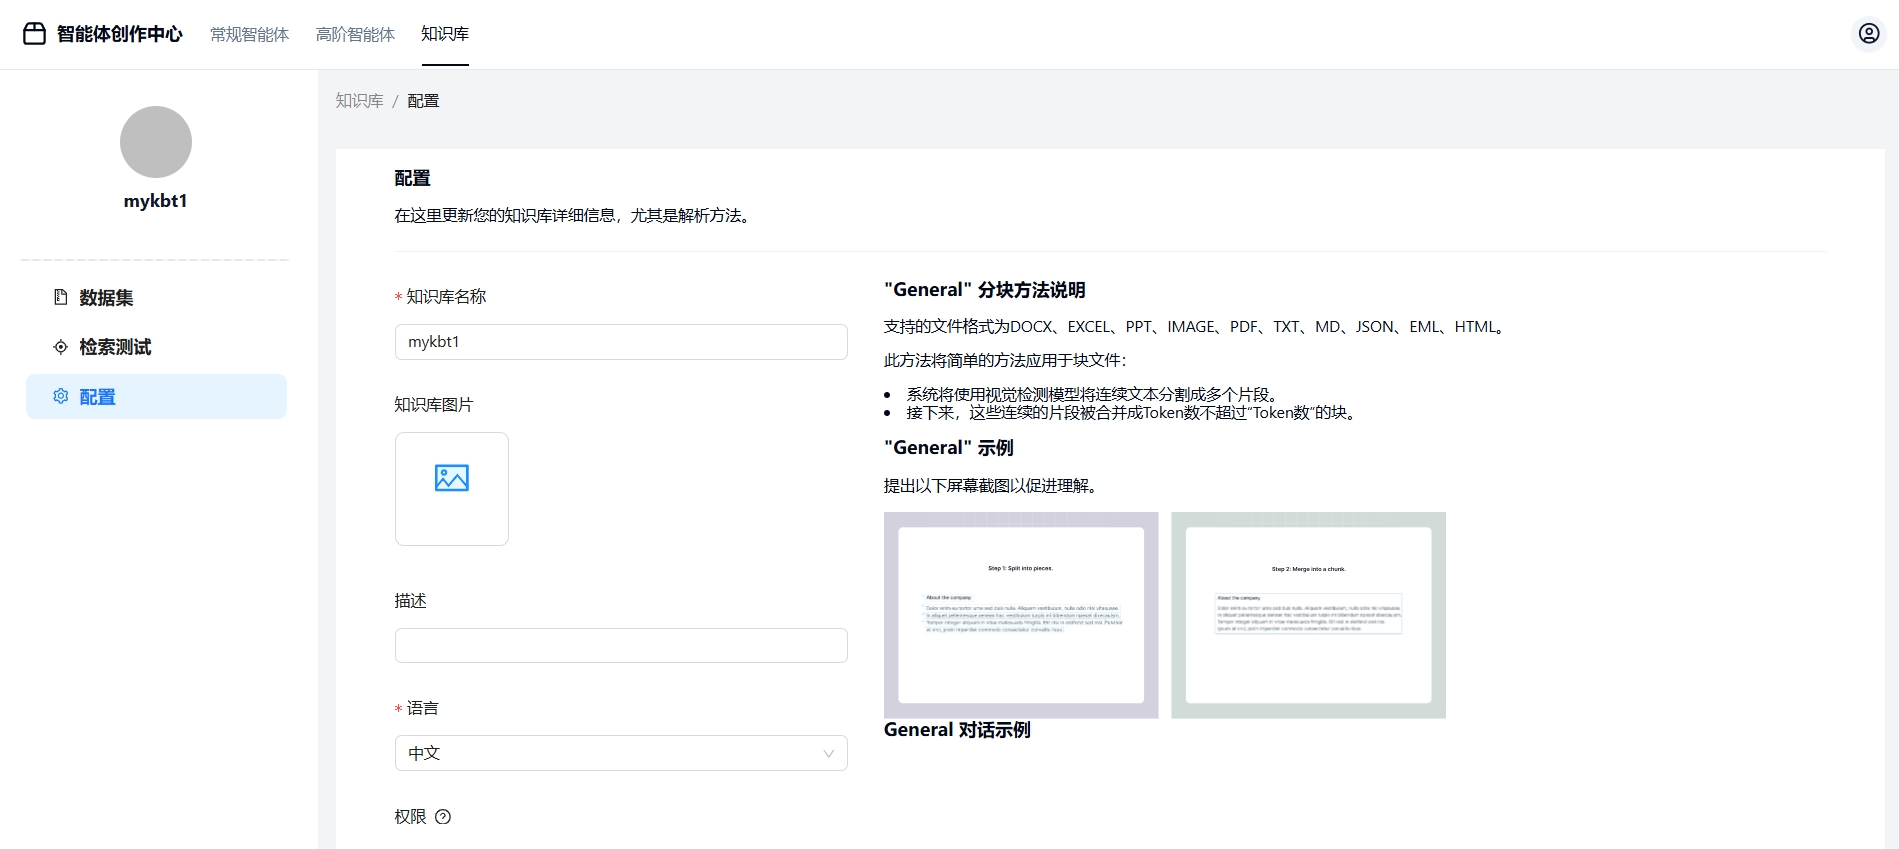 智能体创作中心
常规智能体
高阶智能体
知识库
mykbt1
数据集
检索测试
配置
知识库 / 配置
配置
在这里更新您的知识库详细信息，尤其是解析方法。
* 知识库名称
mykbt1
知识库图片
描述
* 语言
中文
权限
"General" 分块方法说明
支持的文件格式为DOCX、EXCEL、PPT、IMAGE、PDF、TXT、MD、JSON、EML、HTML。
此方法将简单的方法应用于块文件：
• 系统将使用视觉检测模型将连续文本分割成多个片段。
• 接下来，这些连续的片段被合并成Token数不超过“Token数”的块。
"General" 示例
提出以下屏幕截图以促进理解。
Step 1: Split into pieces.
About the company
Step 2: Merge into a chunk.
About the company
General 对话示例